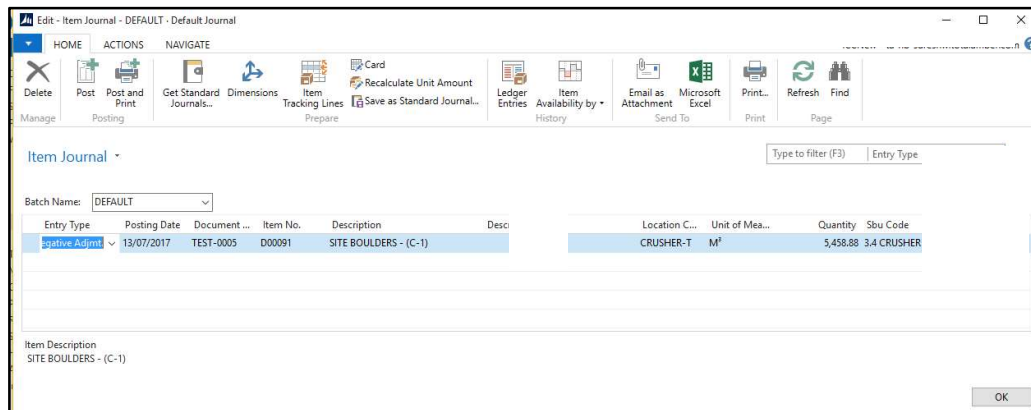 Edit - Item Journal - DEFAULT · Default Journal
HOME ACTIONS NAVIGATE
Delete
Post
Post and Print
Get Standard Journals...
Dimensions
Item Tracking Lines
Card
Recalculate Unit Amount
Save as Standard Journal...
Ledger Entries
Item Availability by
Email as Attachment
Microsoft Excel
Print...
Refresh
Find
Manage Posting Prepare History Send To Print Page
Item Journal
Type to filter (F3) Entry Type
Batch Name: DEFAULT
Entry Type Posting Date Document ... Item No. Description Desc Location C... Unit of Mea... Quantity Sbu Code
egative Adjmt. 13/07/2017 TEST-0005 D00091 SITE BOULDERS - (C-1) CRUSHER-T M³ 5,458.88 3.4 CRUSHER
Item Description
SITE BOULDERS - (C-1)
OK